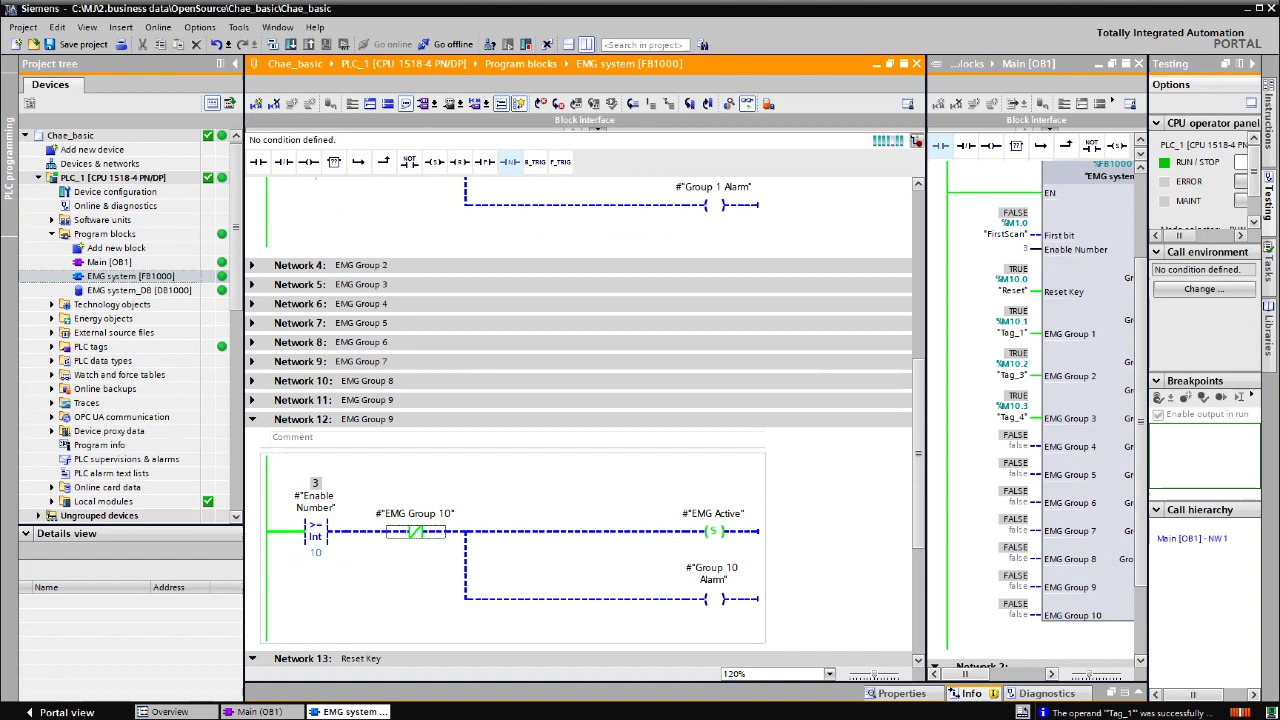 Siemens - C:\MJ\2.business data\OpenSource\Chae_basic\Chae_basic
Project Edit View Insert Online Options Tools Window Help
Totally Integrated Automation
PORTAL
Save project
Go online
Go offline
<Search in project>
Project tree
Chae_basic PLC_1 [CPU 1518-4 PN/DP] Program blocks EMG system [FB1000]
...locks Main [OB1]
Testing
Devices
Options
PLC programming
Block interface
Block interface
No condition defined.
NOT
R_TRIG
F_TRIG
NOT
CPU operator panel
PLC_1 [CPU 1518-4 PN/DP]
RUN / STOP
ERROR
MAINT
Instructions
Testing
Tasks
Libraries
Chae_basic
Add new device
Devices & networks
PLC_1 [CPU 1518-4 PN/DP]
Device configuration
Online & diagnostics
Software units
Program blocks
Add new block
Main [OB1]
EMG system [FB1000]
EMG system_DB [DB1000]
Technology objects
Energy objects
External source files
PLC tags
PLC data types
Watch and force tables
Online backups
Traces
OPC UA communication
Device proxy data
Program info
PLC supervisions & alarms
PLC alarm text lists
Online card data
Local modules
Ungrouped devices
Details view
Name Address
#"Group 1 Alarm"
Network 4: EMG Group 2
Network 5: EMG Group 3
Network 6: EMG Group 4
Network 7: EMG Group 5
Network 8: EMG Group 6
Network 9: EMG Group 7
Network 10: EMG Group 8
Network 11: EMG Group 9
Network 12: EMG Group 9
Comment
3
#"Enable
Number"
>=
Int
10
#"EMG Group 10"
#"EMG Active"
S
#"Group 10
Alarm"
Network 13: Reset Key
120%
%FB1000
"EMG system
EN
FALSE
%M1.0
"FirstScan"
First bit
3
Enable Number
TRUE
%M10.0
"Reset"
Reset Key
TRUE
%M10.1
"Tag_1"
EMG Group 1
TRUE
%M10.2
"Tag_3"
EMG Group 2
TRUE
%M10.3
"Tag_4"
EMG Group 3
FALSE
false EMG Group 4
FALSE
false EMG Group 5
FALSE
false EMG Group 6
FALSE
false EMG Group 7
FALSE
false EMG Group 8
FALSE
false EMG Group 9
FALSE
false EMG Group 10
Network 2:
Call environment
No condition defined.
Change ...
Breakpoints
Enable output in run
Call hierarchy
Main [OB1] - NW1
Properties Info Diagnostics
Portal view
Overview
Main (OB1)
EMG system ...
The operand '"Tag_1"' was successfully ...